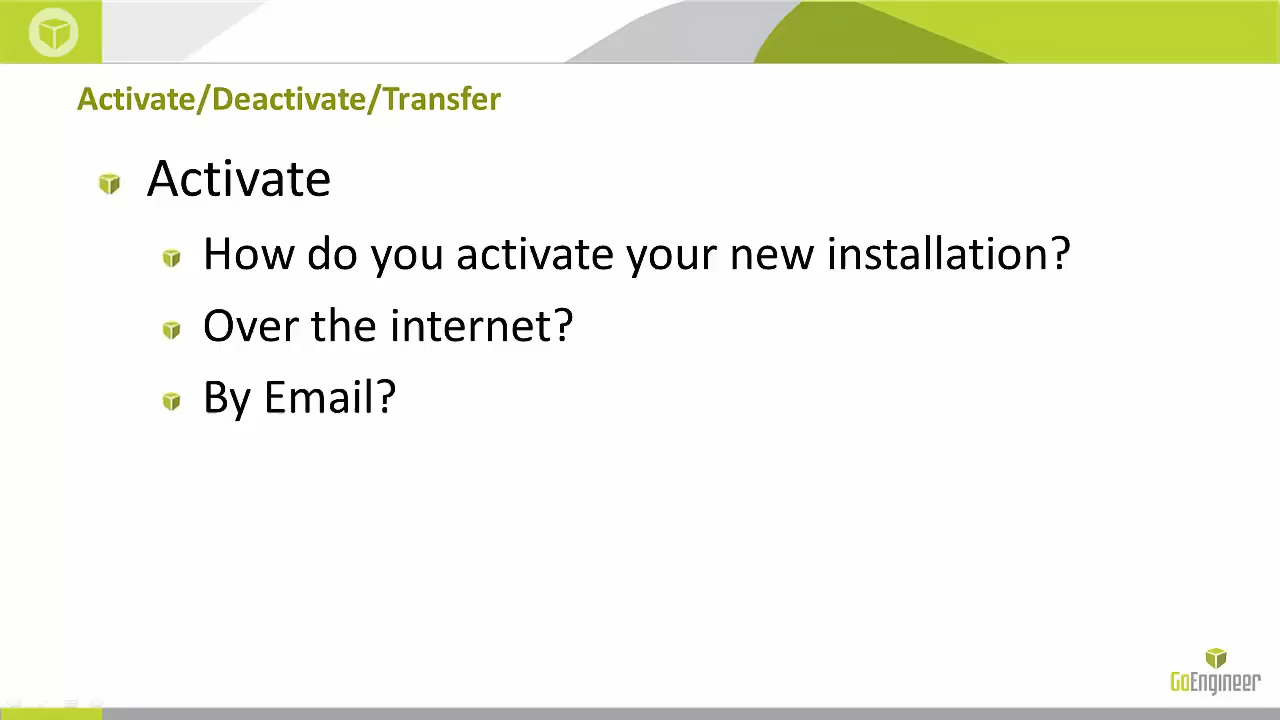 Activate/Deactivate/Transfer
Activate
How do you activate your new installation?
Over the internet?
By Email?
GoEngineer